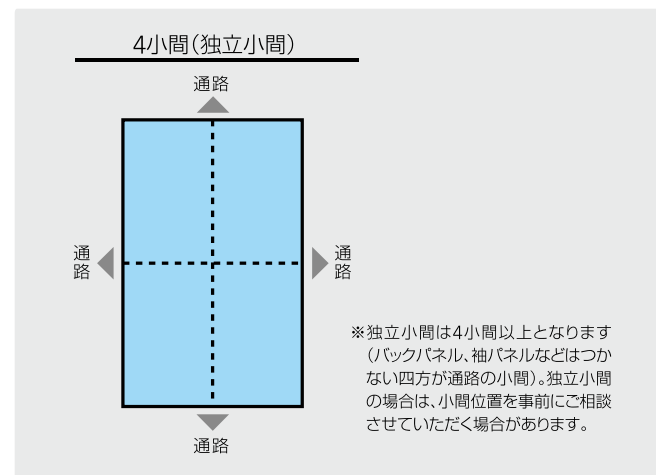 4小間（独立小間）
通路
通路
通路
※独立小間は4小間以上となります
（バックパネル、袖パネルなどはつか
ない四方が通路の小間）。独立小間
の場合は、小間位置を事前にご相談
させていただく場合があります。
通路